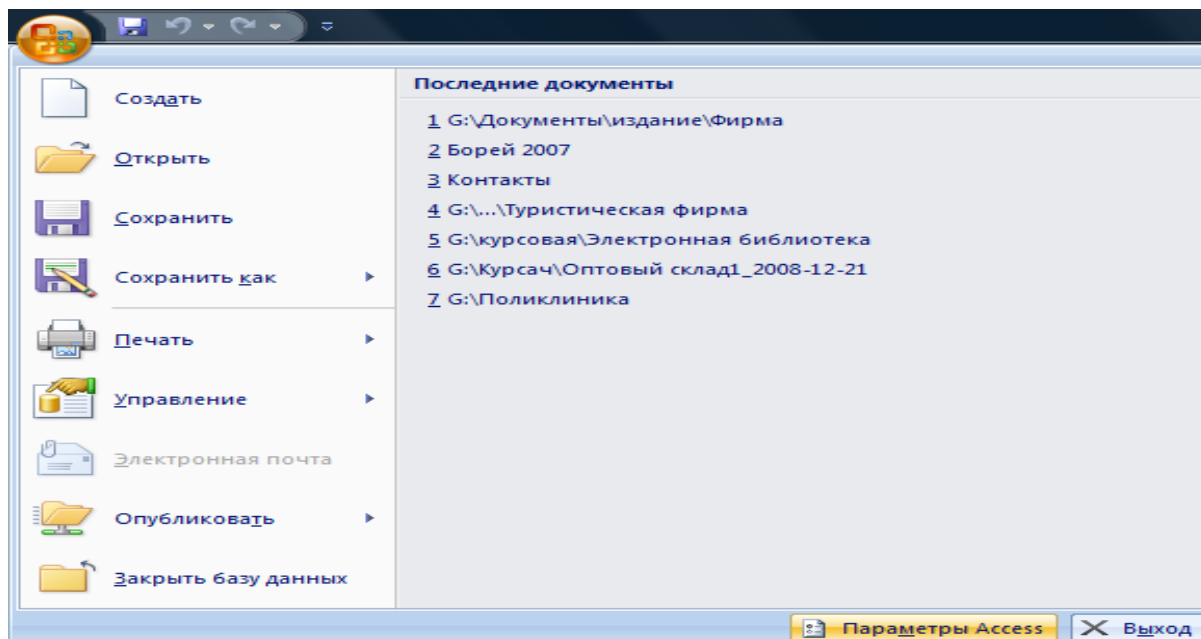 Создать
Открыть
Сохранить
Сохранить как
Печать
Управление
Электронная почта
Опубликовать
Закрыть базу данных
Последние документы
1 G:\Документы\издание\Фирма
2 Борей 2007
3 Контакты
4 G:\...\Туристическая фирма
5 G:\курсовая\Электронная библиотека
6 G:\Курсач\Оптовый склад1_2008-12-21
7 G:\Поликлиника
Параметры Access
Выход